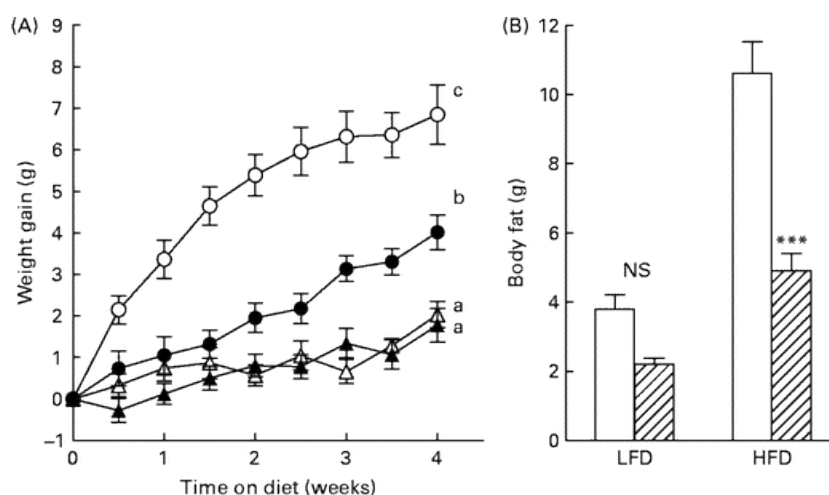 (A)
Weight gain (g)
9
8
7
6
5
4
3
2
1
0
–1
c
b
a
a
0 1 2 3 4
Time on diet (weeks)
(B)
Body fat (g)
12
10
8
6
4
2
0
NS
***
LFD HFD